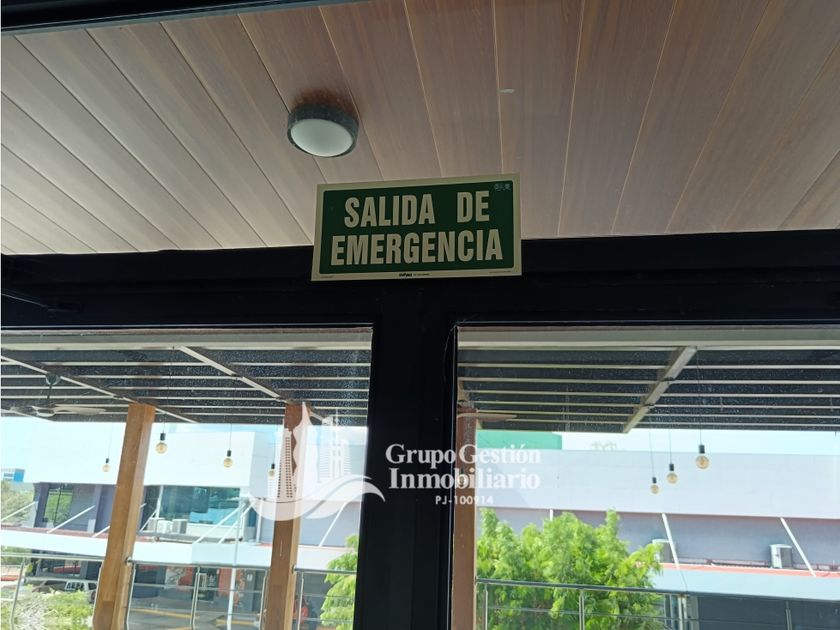 SALIDA DE
EMERGENCIA
Grupo Gestión
Inmobiliario
PJ-100914